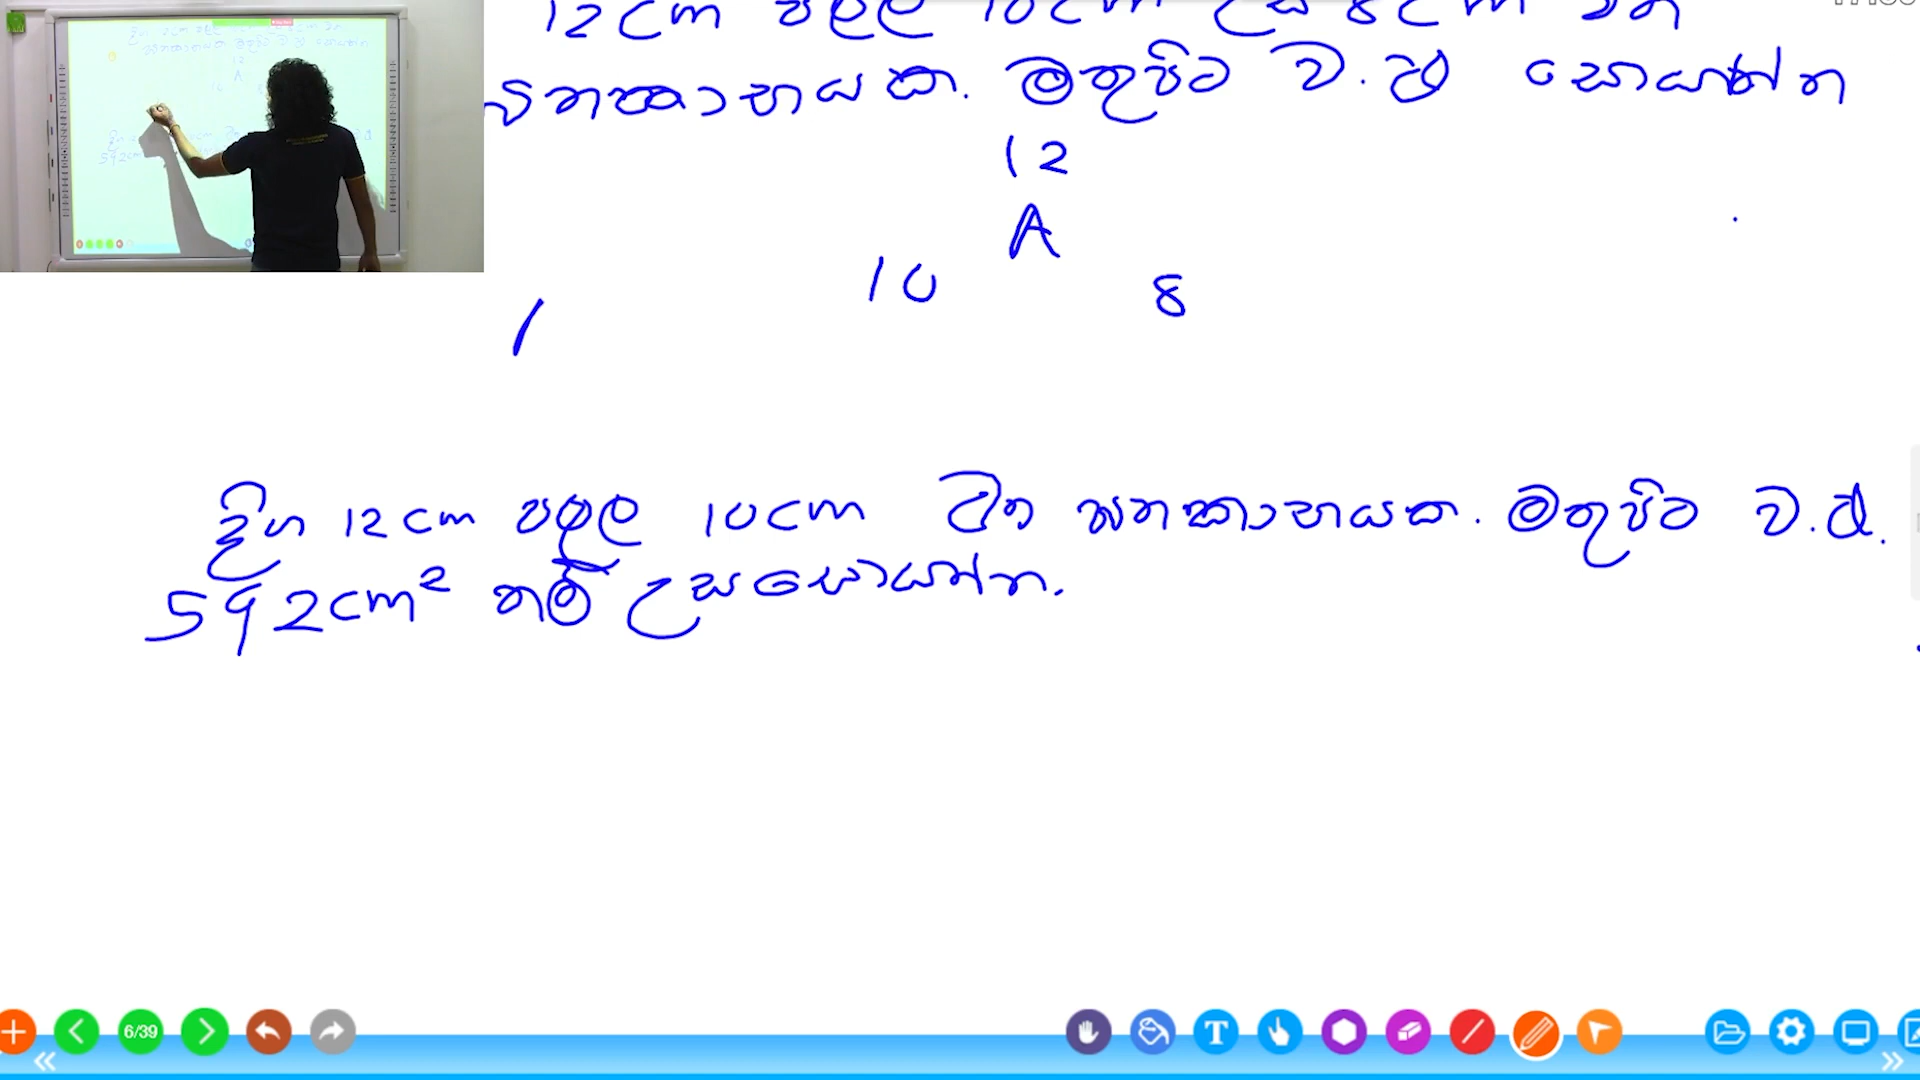 12cm පළල 10cm උස 8cm වන
ඝනකාභයක. මතුපිට ව.ඵ සොයන්න
12
A
10 8
දිග 12cm පළල 10cm වන ඝනකාභයක. මතුපිට ව.ඵ.
592cm² නම් උස සොයන්න.
6/39
T